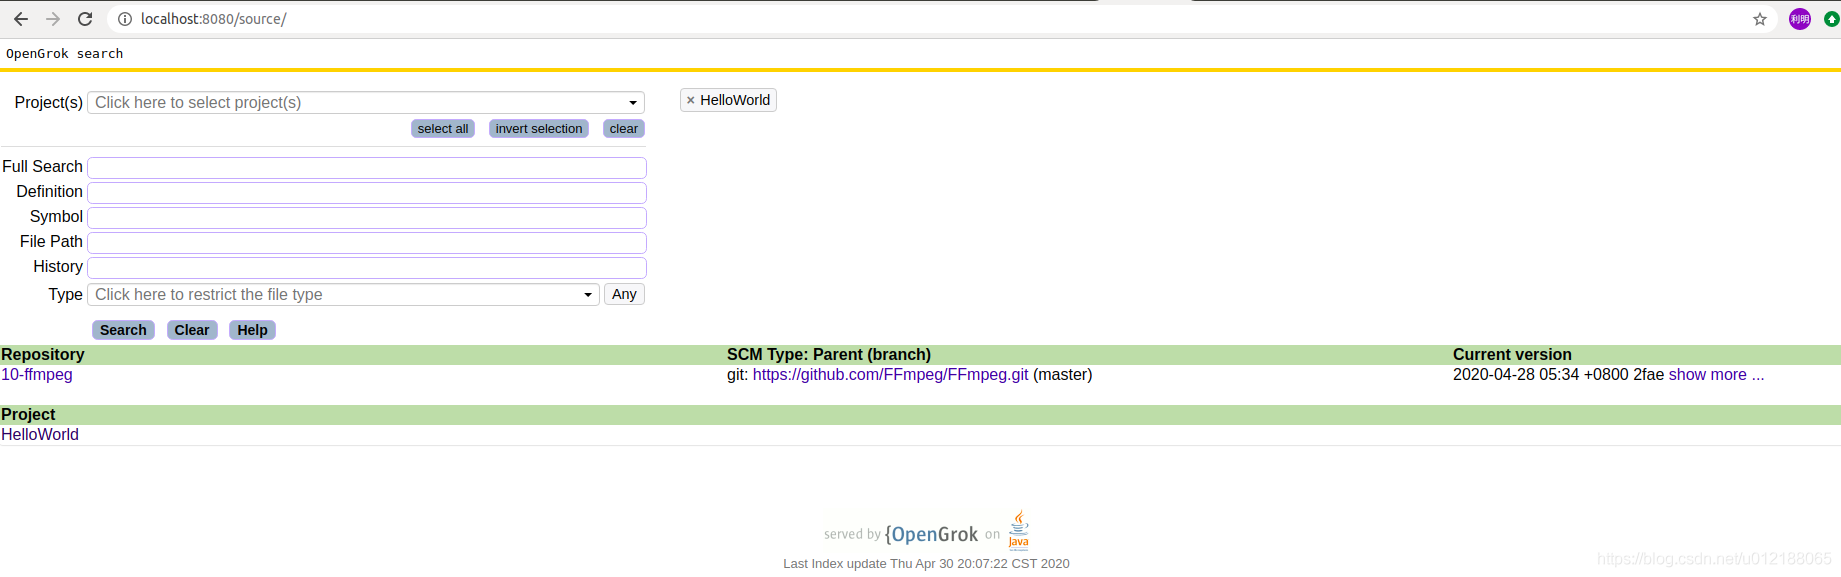 localhost:8080/source/
利明
OpenGrok search
Project(s) Click here to select project(s)
× HelloWorld
select all invert selection clear
Full Search
Definition
Symbol
File Path
History
Type Click here to restrict the file type Any
Search Clear Help
Repository SCM Type: Parent (branch) Current version
10-ffmpeg git: https://github.com/FFmpeg/FFmpeg.git (master) 2020-04-28 05:34 +0800 2fae show more ...
Project
HelloWorld
served by {OpenGrok on Java
Last Index update Thu Apr 30 20:07:22 CST 2020
https://blog.csdn.net/u012188065